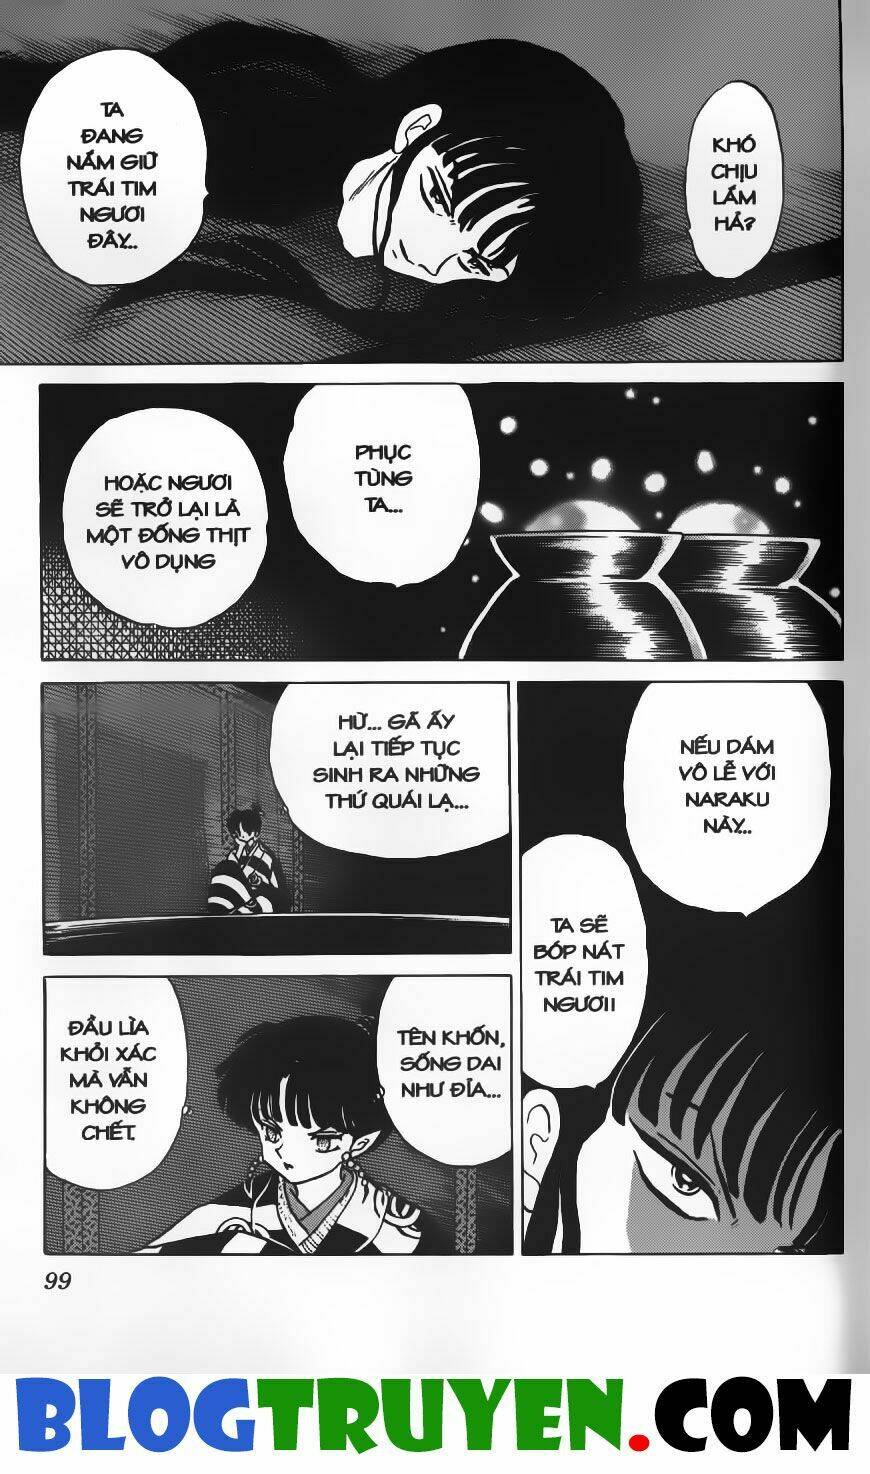 KHÓ
CHỊU
LẮM
HẢ?
TA
ĐANG
NẮM GIỮ
TRÁI TIM
NGƯƠI
ĐÂY...
PHỤC
TÙNG
TA...
HOẶC NGƯƠI
SẼ TRỞ LẠI LÀ
MỘT ĐỐNG THỊT
VÔ DỤNG
NẾU DÁM
VÔ LỄ VỚI
NARAKU
NÀY...
TA SẼ
BÓP NÁT
TRÁI TIM
NGƯƠI!
HỪ... GÃ ẤY
LẠI TIẾP TỤC
SINH RA NHỮNG
THỨ QUÁI LẠ...
TÊN KHỐN,
SỐNG DAI
NHƯ ĐỈA...
ĐẦU LÌA
KHỎI XÁC
MÀ VẪN
KHÔNG
CHẾT.
99
BLOGTRUYEN.COM